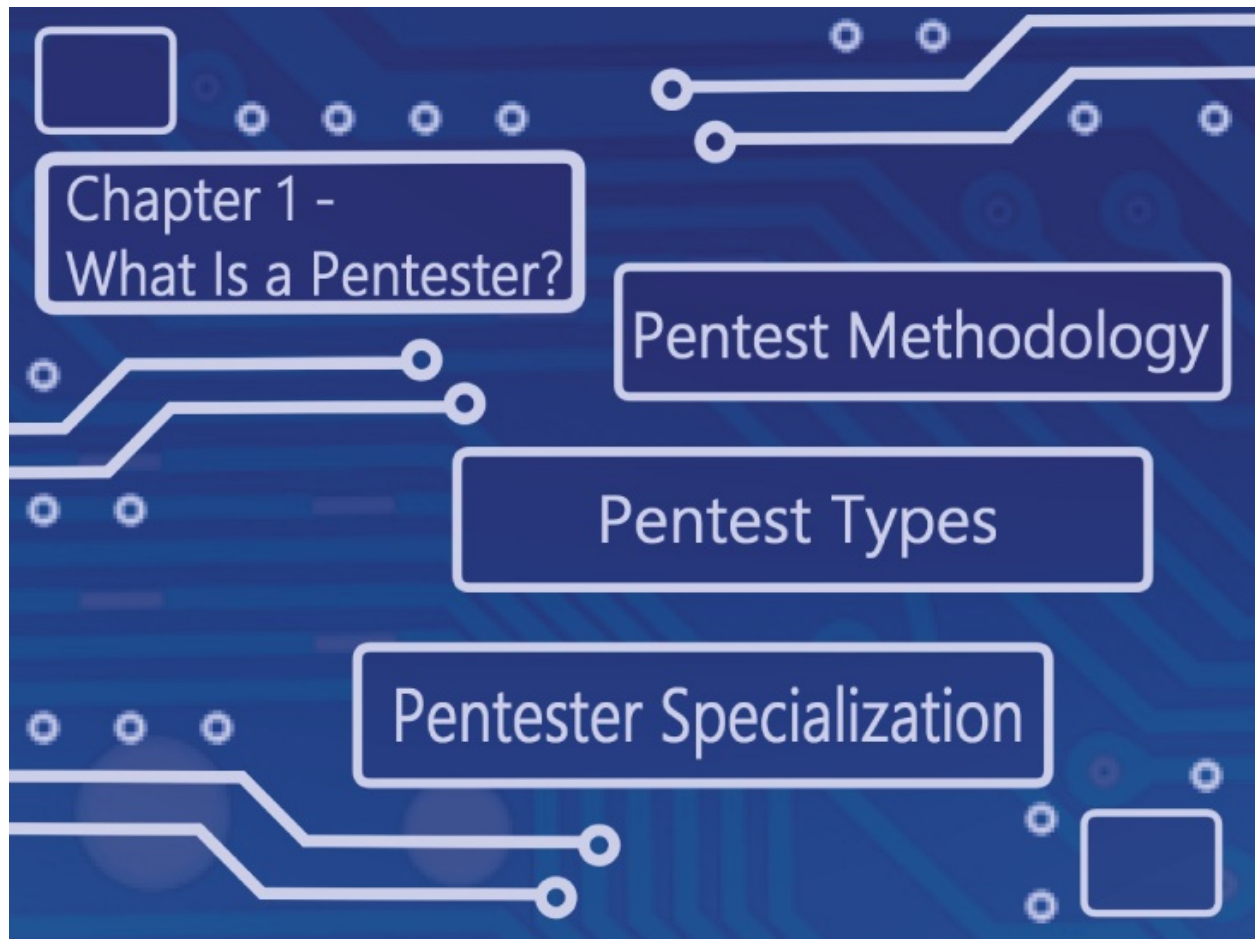 Chapter 1 -
What Is a Pentester?
Pentest Methodology
Pentest Types
Pentester Specialization